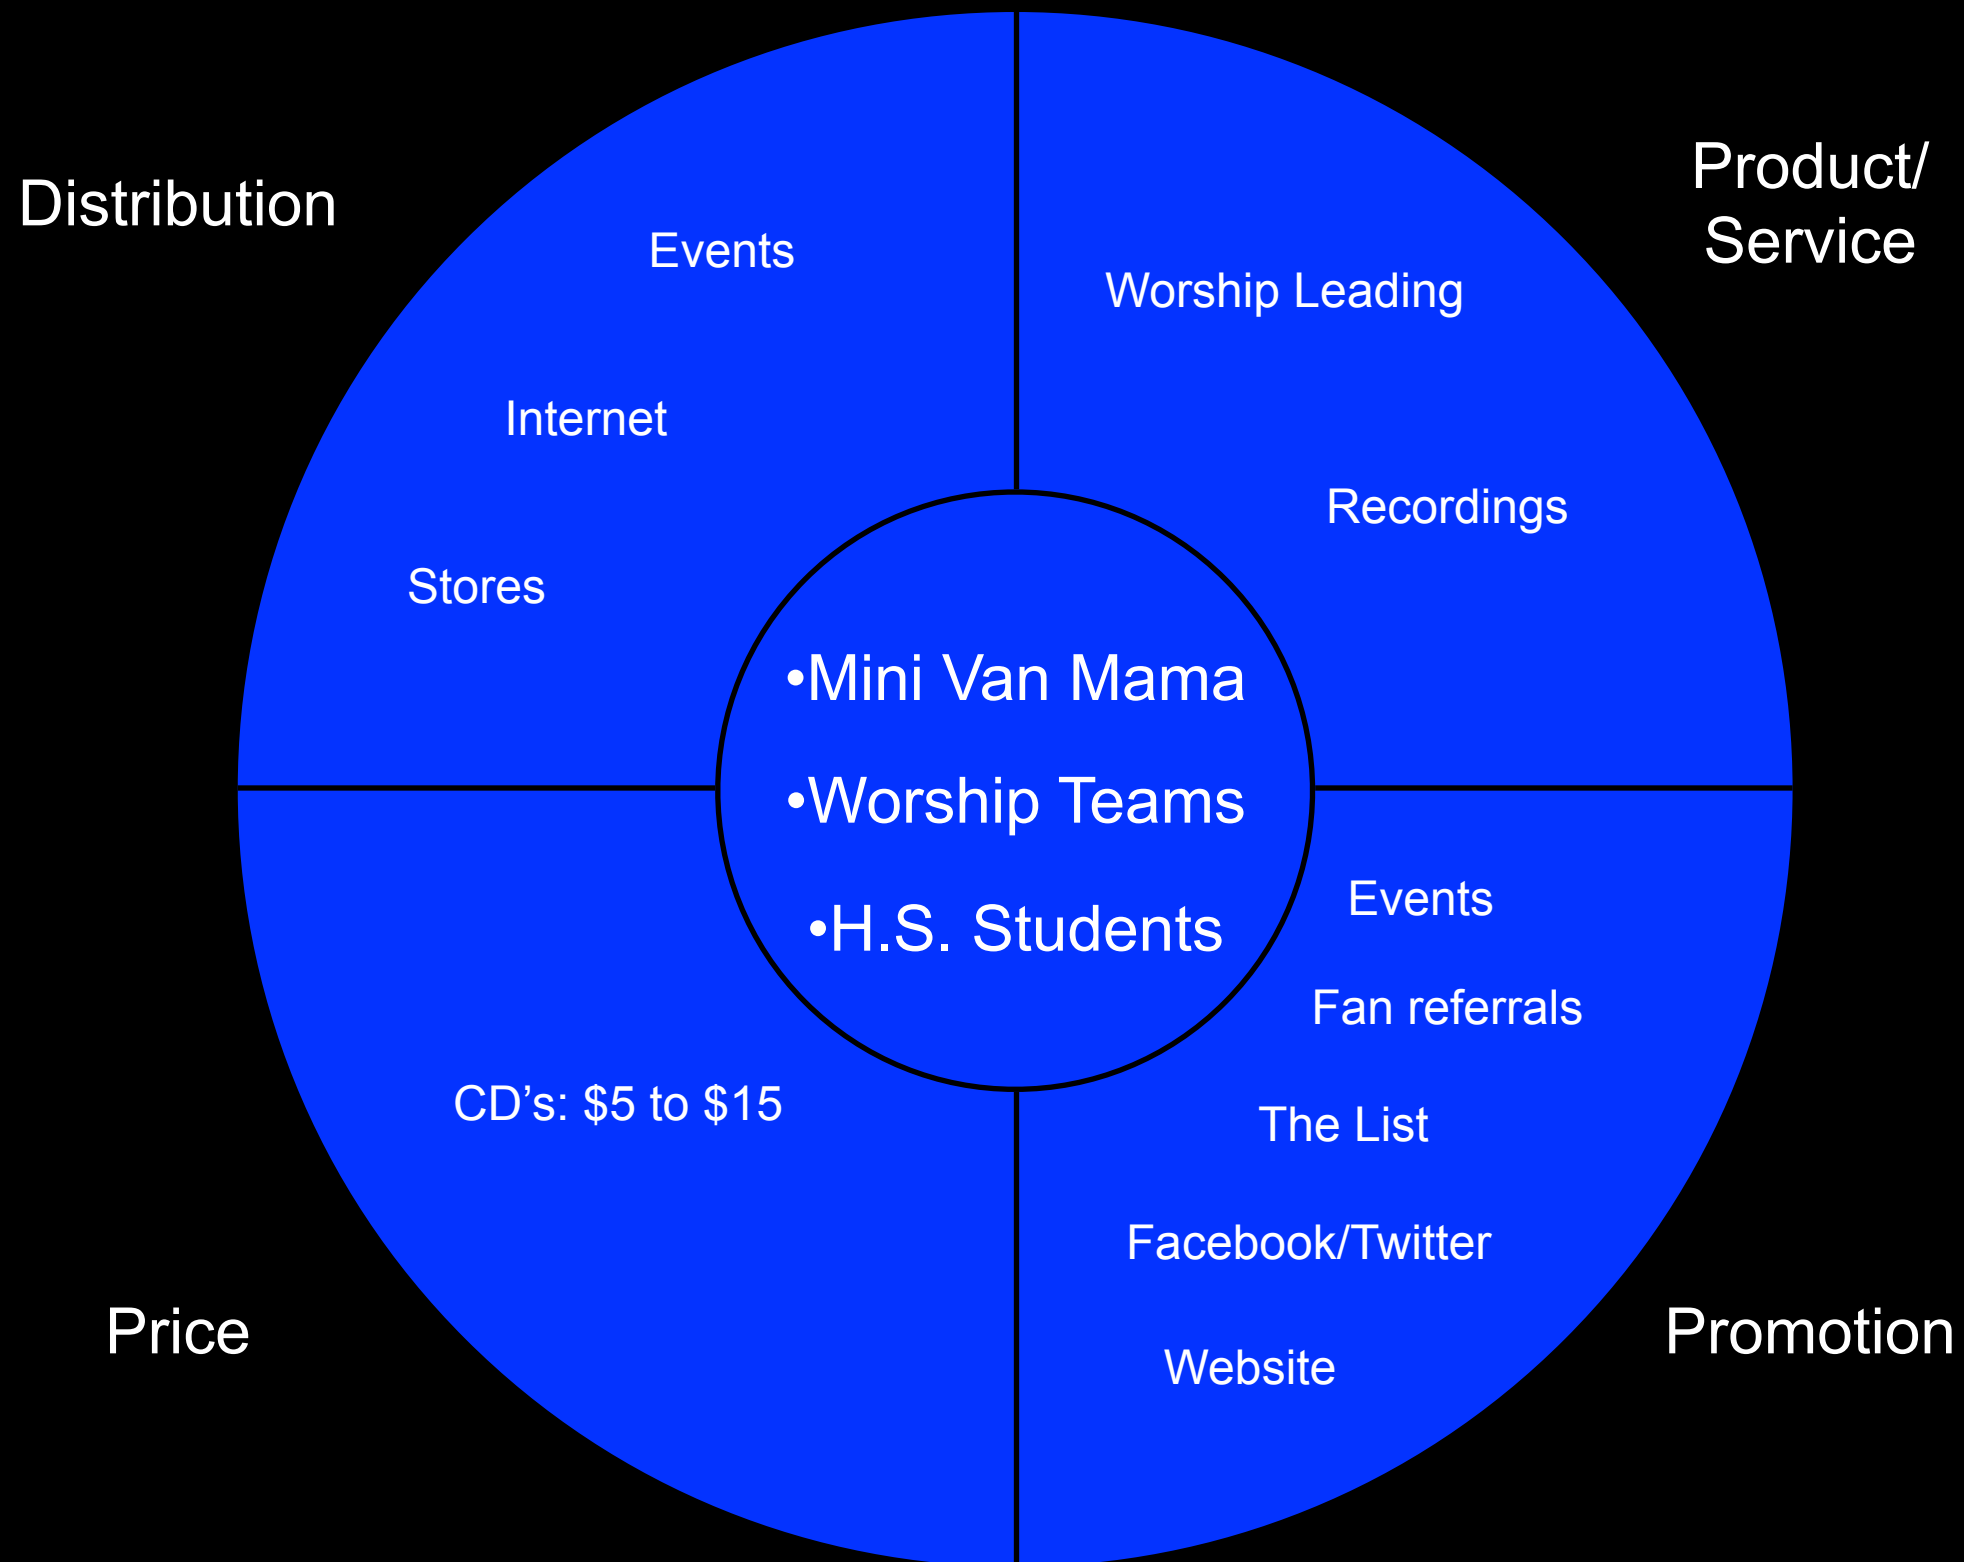 Distribution
Events
Internet
Stores
Product/
Service
Worship Leading
Recordings
•Mini Van Mama
•Worship Teams
•H.S. Students
Price
CD’s: $5 to $15
Events
Fan referrals
The List
Facebook/Twitter
Website
Promotion